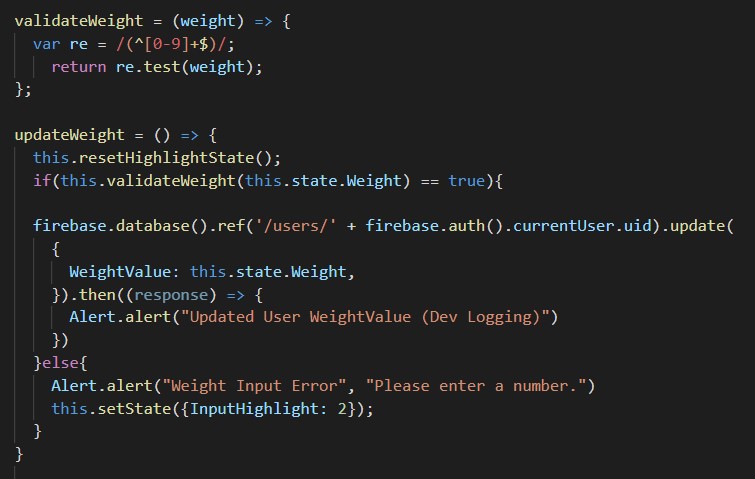 validateWeight = (weight) => {
var re = /(^[0-9]+$)/;
return re.test(weight);
};
updateWeight = () => {
this.resetHighlightState();
if(this.validateWeight(this.state.Weight) == true){
firebase.database().ref('/users/' + firebase.auth().currentUser.uid).update(
{
WeightValue: this.state.Weight,
}).then((response) => {
Alert.alert("Updated User WeightValue (Dev Logging)")
})
}else{
Alert.alert("Weight Input Error", "Please enter a number.")
this.setState({InputHighlight: 2});
}
}